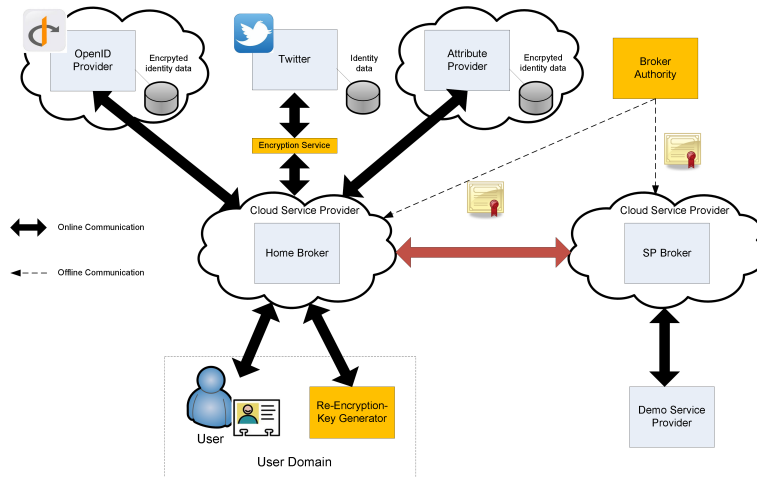 OpenID
Provider
Encrpyted
identity data
Twitter
Identity
data
Attribute
Provider
Encrpyted
identity data
Broker
Authority
Encryption Service
Cloud Service Provider
Home Broker
Cloud Service Provider
SP Broker
Online Communication
Offline Communication
User
Re-Encryption-
Key Generator
User Domain
Demo Service
Provider